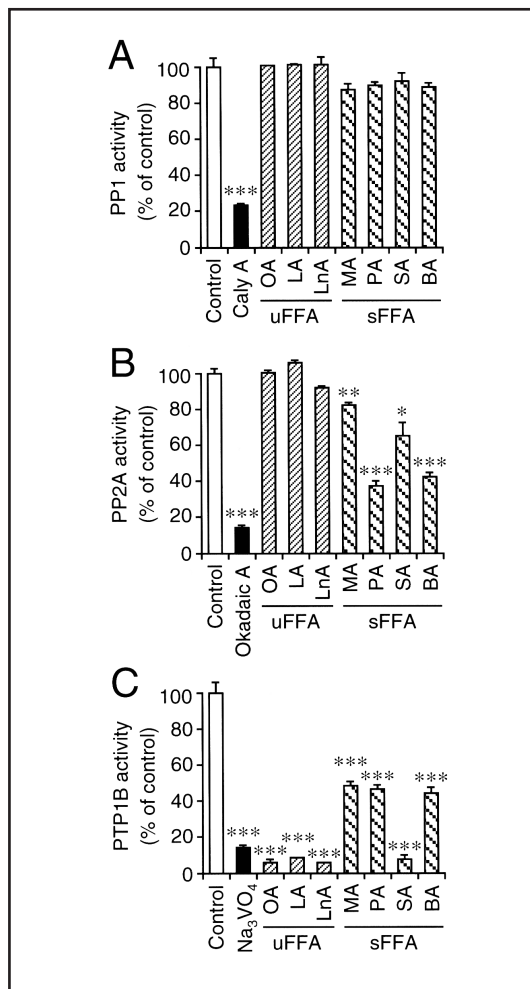 A
PP1 activity
(% of control)
100
80
60
40
20
0
***
Control
Caly A
OA
LA
LnA
MA
PA
SA
BA
uFFA
sFFA
B
PP2A activity
(% of control)
100
80
60
40
20
0
***
**
***
*
***
Control
Okadaic A
OA
LA
LnA
MA
PA
SA
BA
uFFA
sFFA
C
PTP1B activity
(% of control)
100
80
60
40
20
0
***
***
***
***
***
***
***
***
Control
Na₃VO₄
OA
LA
LnA
MA
PA
SA
BA
uFFA
sFFA